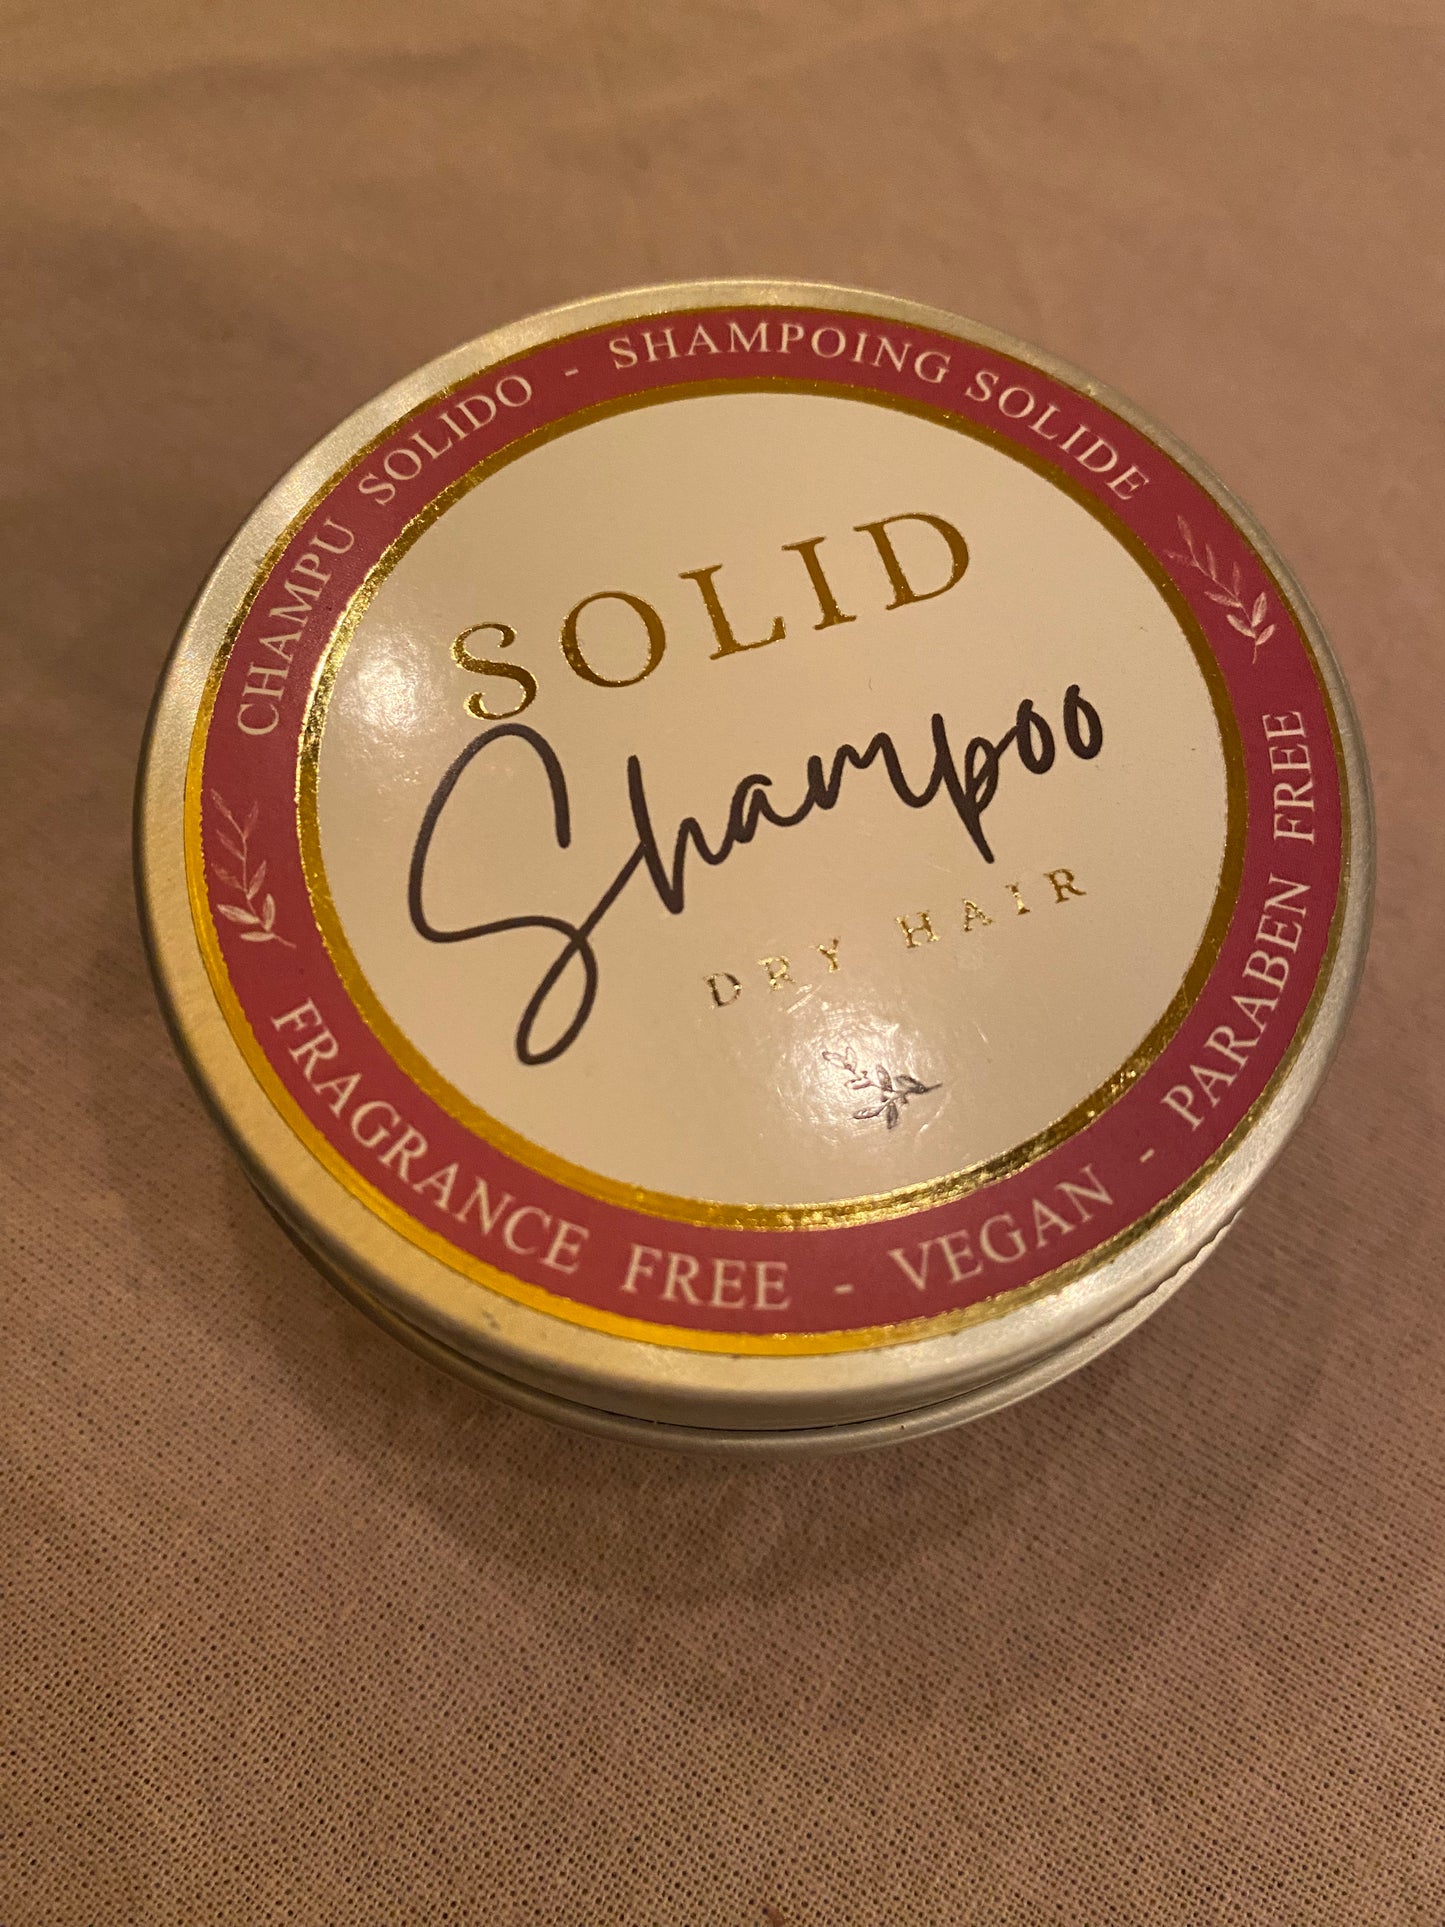 SOLID
Shampoo
DRY HAIR
CHAMPU SOLIDO - SHAMPOING SOLIDE
FRAGRANCE FREE - VEGAN - PARABEN FREE